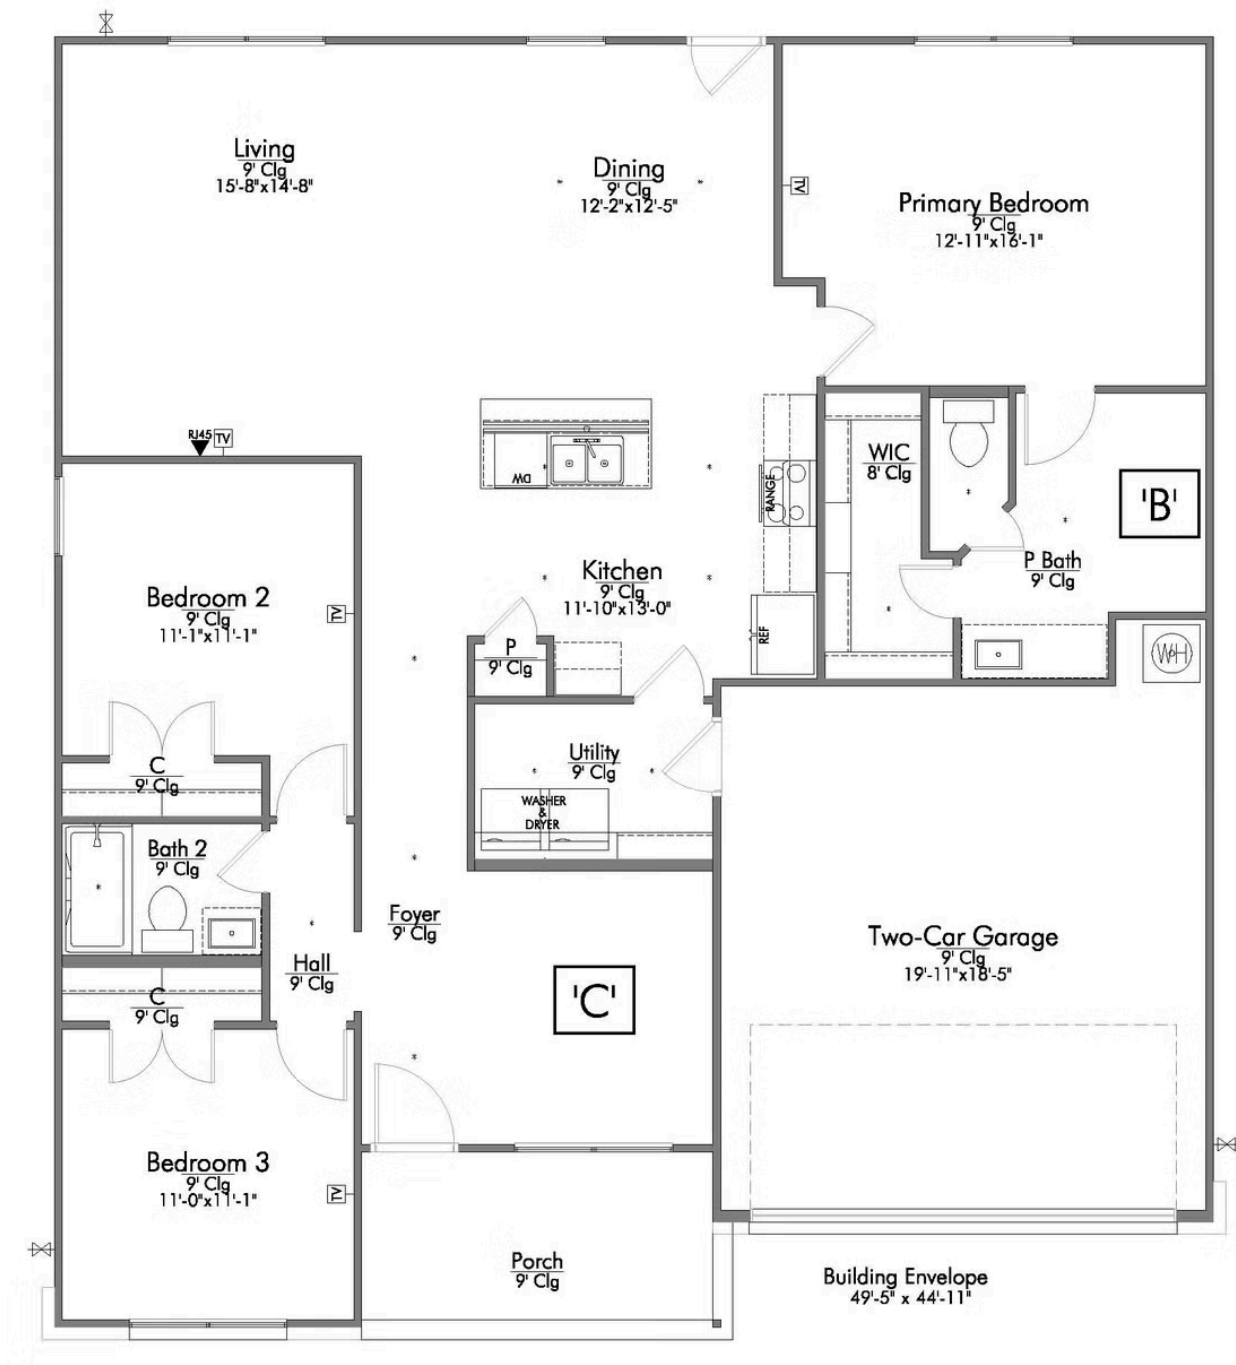 Living
9' Clg
15'-8"x14'-8"
Dining
9' Clg
12'-2"x12'-5"
TV
Primary Bedroom
9' Clg
12'-11"x16'-1"
RJ45
TV
DW
RANGE
WIC
8' Clg
'B'
P Bath
9' Clg
Kitchen
9' Clg
11'-10"x13'-0"
REF
WH
Bedroom 2
9' Clg
11'-1"x11'-1"
TV
P
9' Clg
C
9' Clg
Utility
9' Clg
WASHER
&
DRYER
Bath 2
9' Clg
Foyer
9' Clg
Hall
9' Clg
'C'
Two-Car Garage
9' Clg
19'-11"x18'-5"
C
9' Clg
Bedroom 3
9' Clg
11'-0"x11'-1"
TV
Porch
9' Clg
Building Envelope
49'-5" x 44'-11"